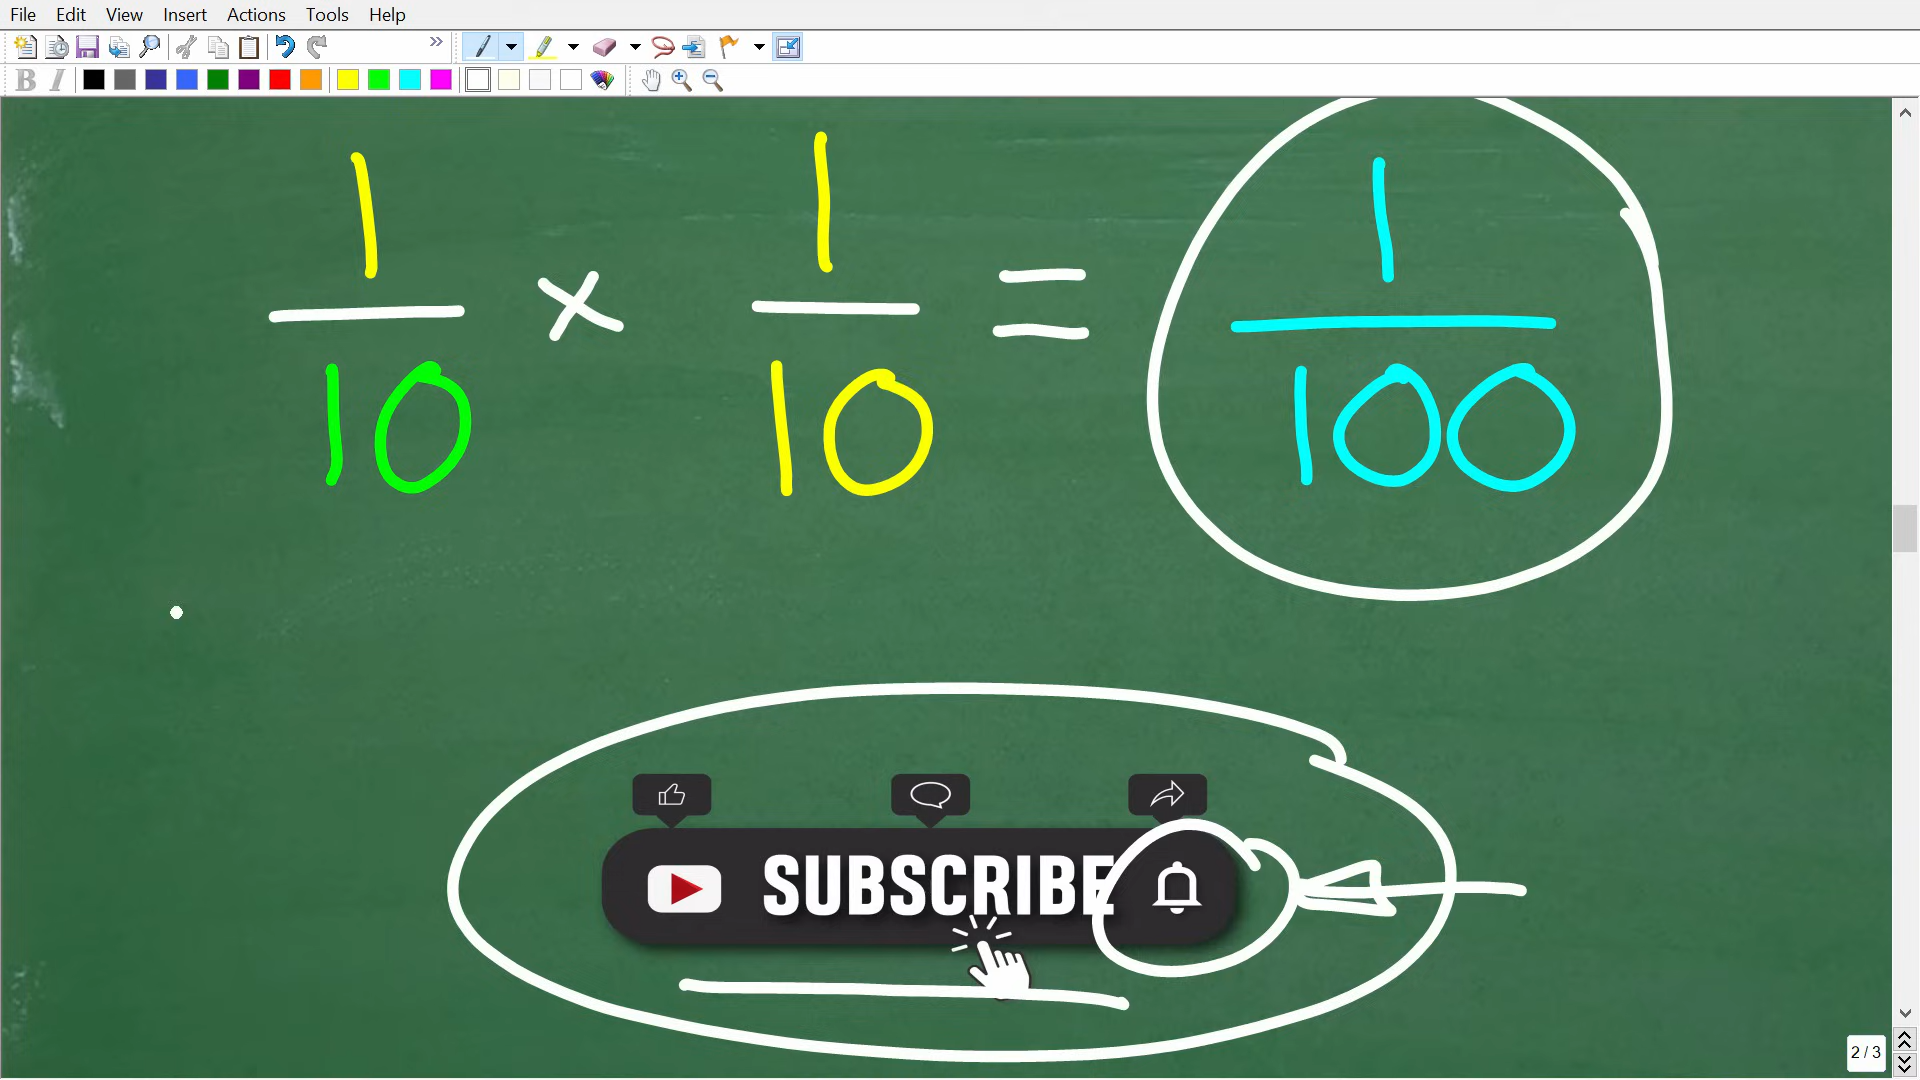 File Edit View Insert Actions Tools Help
B I
1/10 × 1/10 = 1/100
SUBSCRIBE
2 / 3